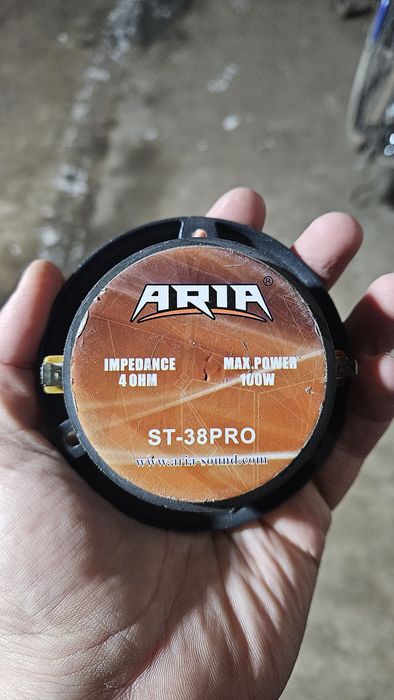 ARIA®
IMPEDANCE
4 OHM
MAX.POWER
100W
ST-38PRO
www.aria-sound.com